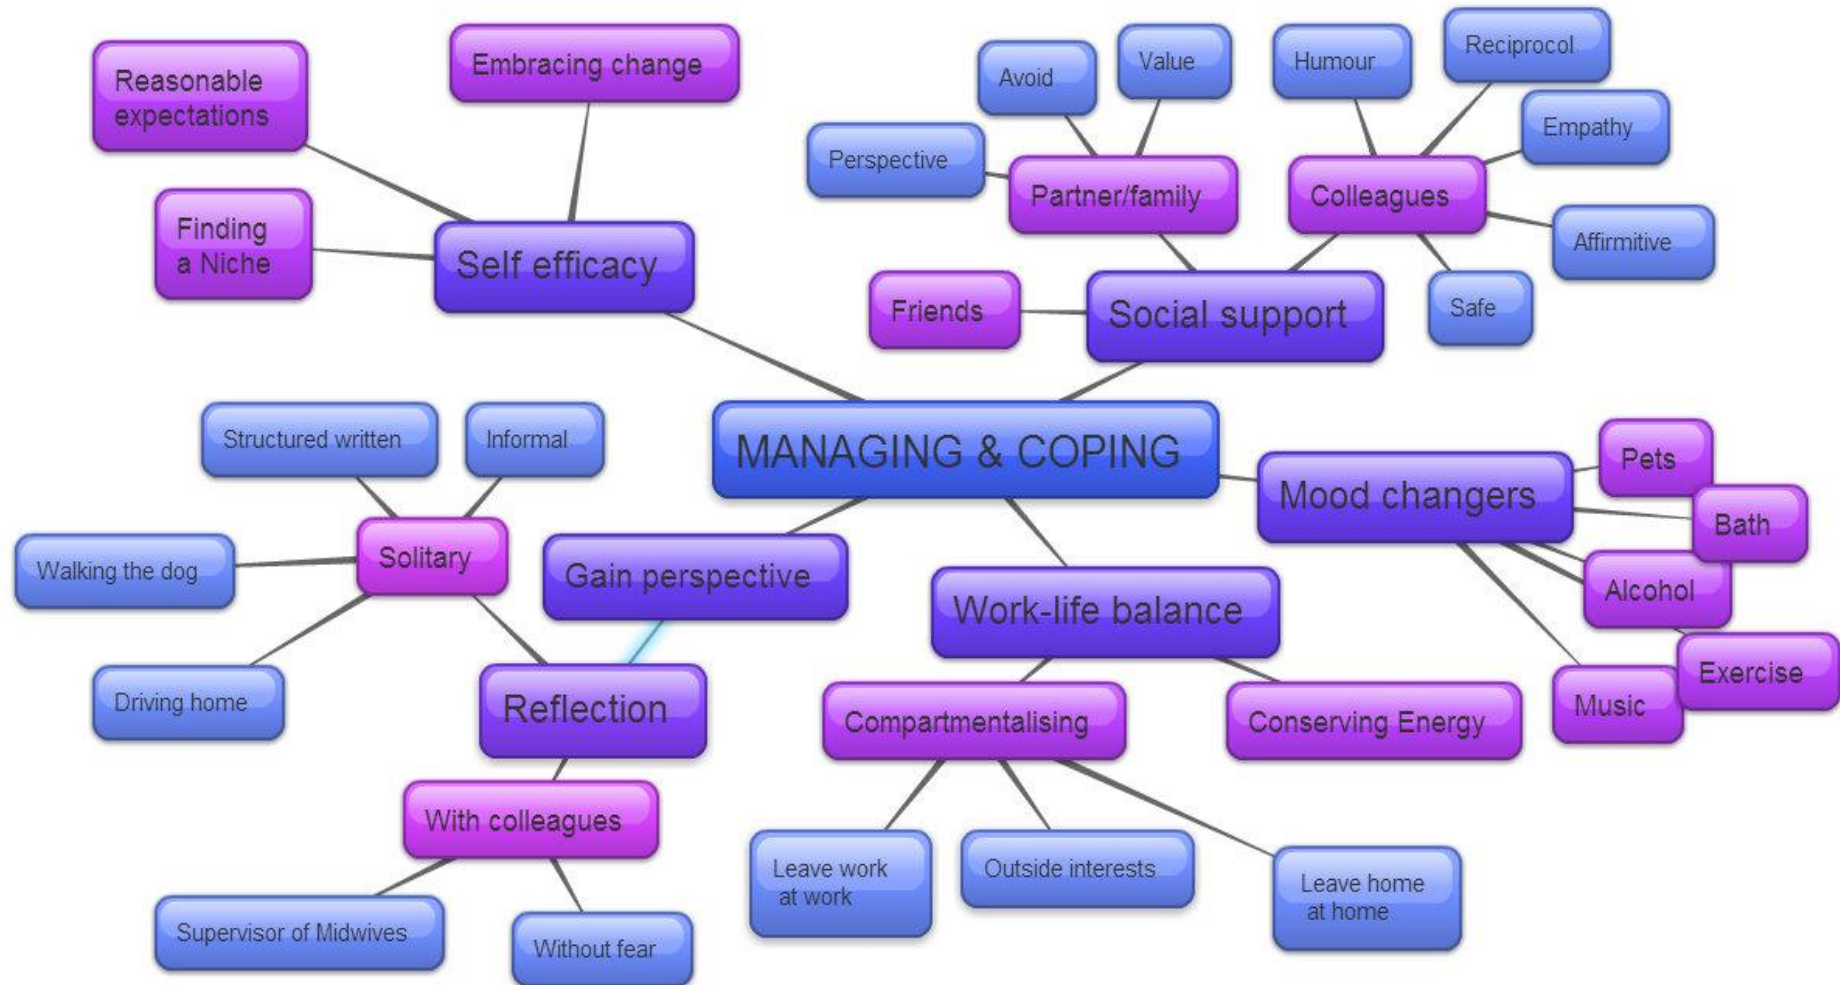 Reasonable
expectations
Embracing change
Finding
a Niche
Self efficacy
Perspective
Avoid
Value
Partner/family
Humour
Reciprocol
Empathy
Colleagues
Affirmitive
Safe
Friends
Social support
MANAGING & COPING
Structured written
Informal
Walking the dog
Solitary
Driving home
Gain perspective
Reflection
With colleagues
Supervisor of Midwives
Without fear
Work-life balance
Compartmentalising
Conserving Energy
Leave work
at work
Outside interests
Leave home
at home
Mood changers
Pets
Bath
Alcohol
Exercise
Music